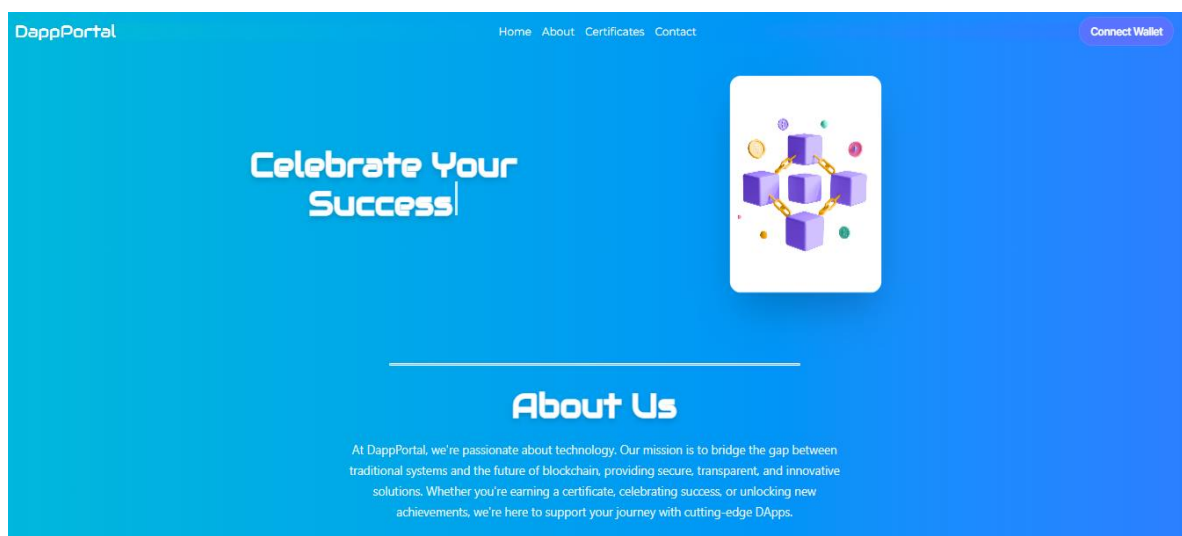 DappPortal
Home About Certificates Contact
Connect Wallet
Celebrate Your
Success
About Us
At DappPortal, we're passionate about technology. Our mission is to bridge the gap between
traditional systems and the future of blockchain, providing secure, transparent, and innovative
solutions. Whether you're earning a certificate, celebrating success, or unlocking new
achievements, we're here to support your journey with cutting-edge DApps.